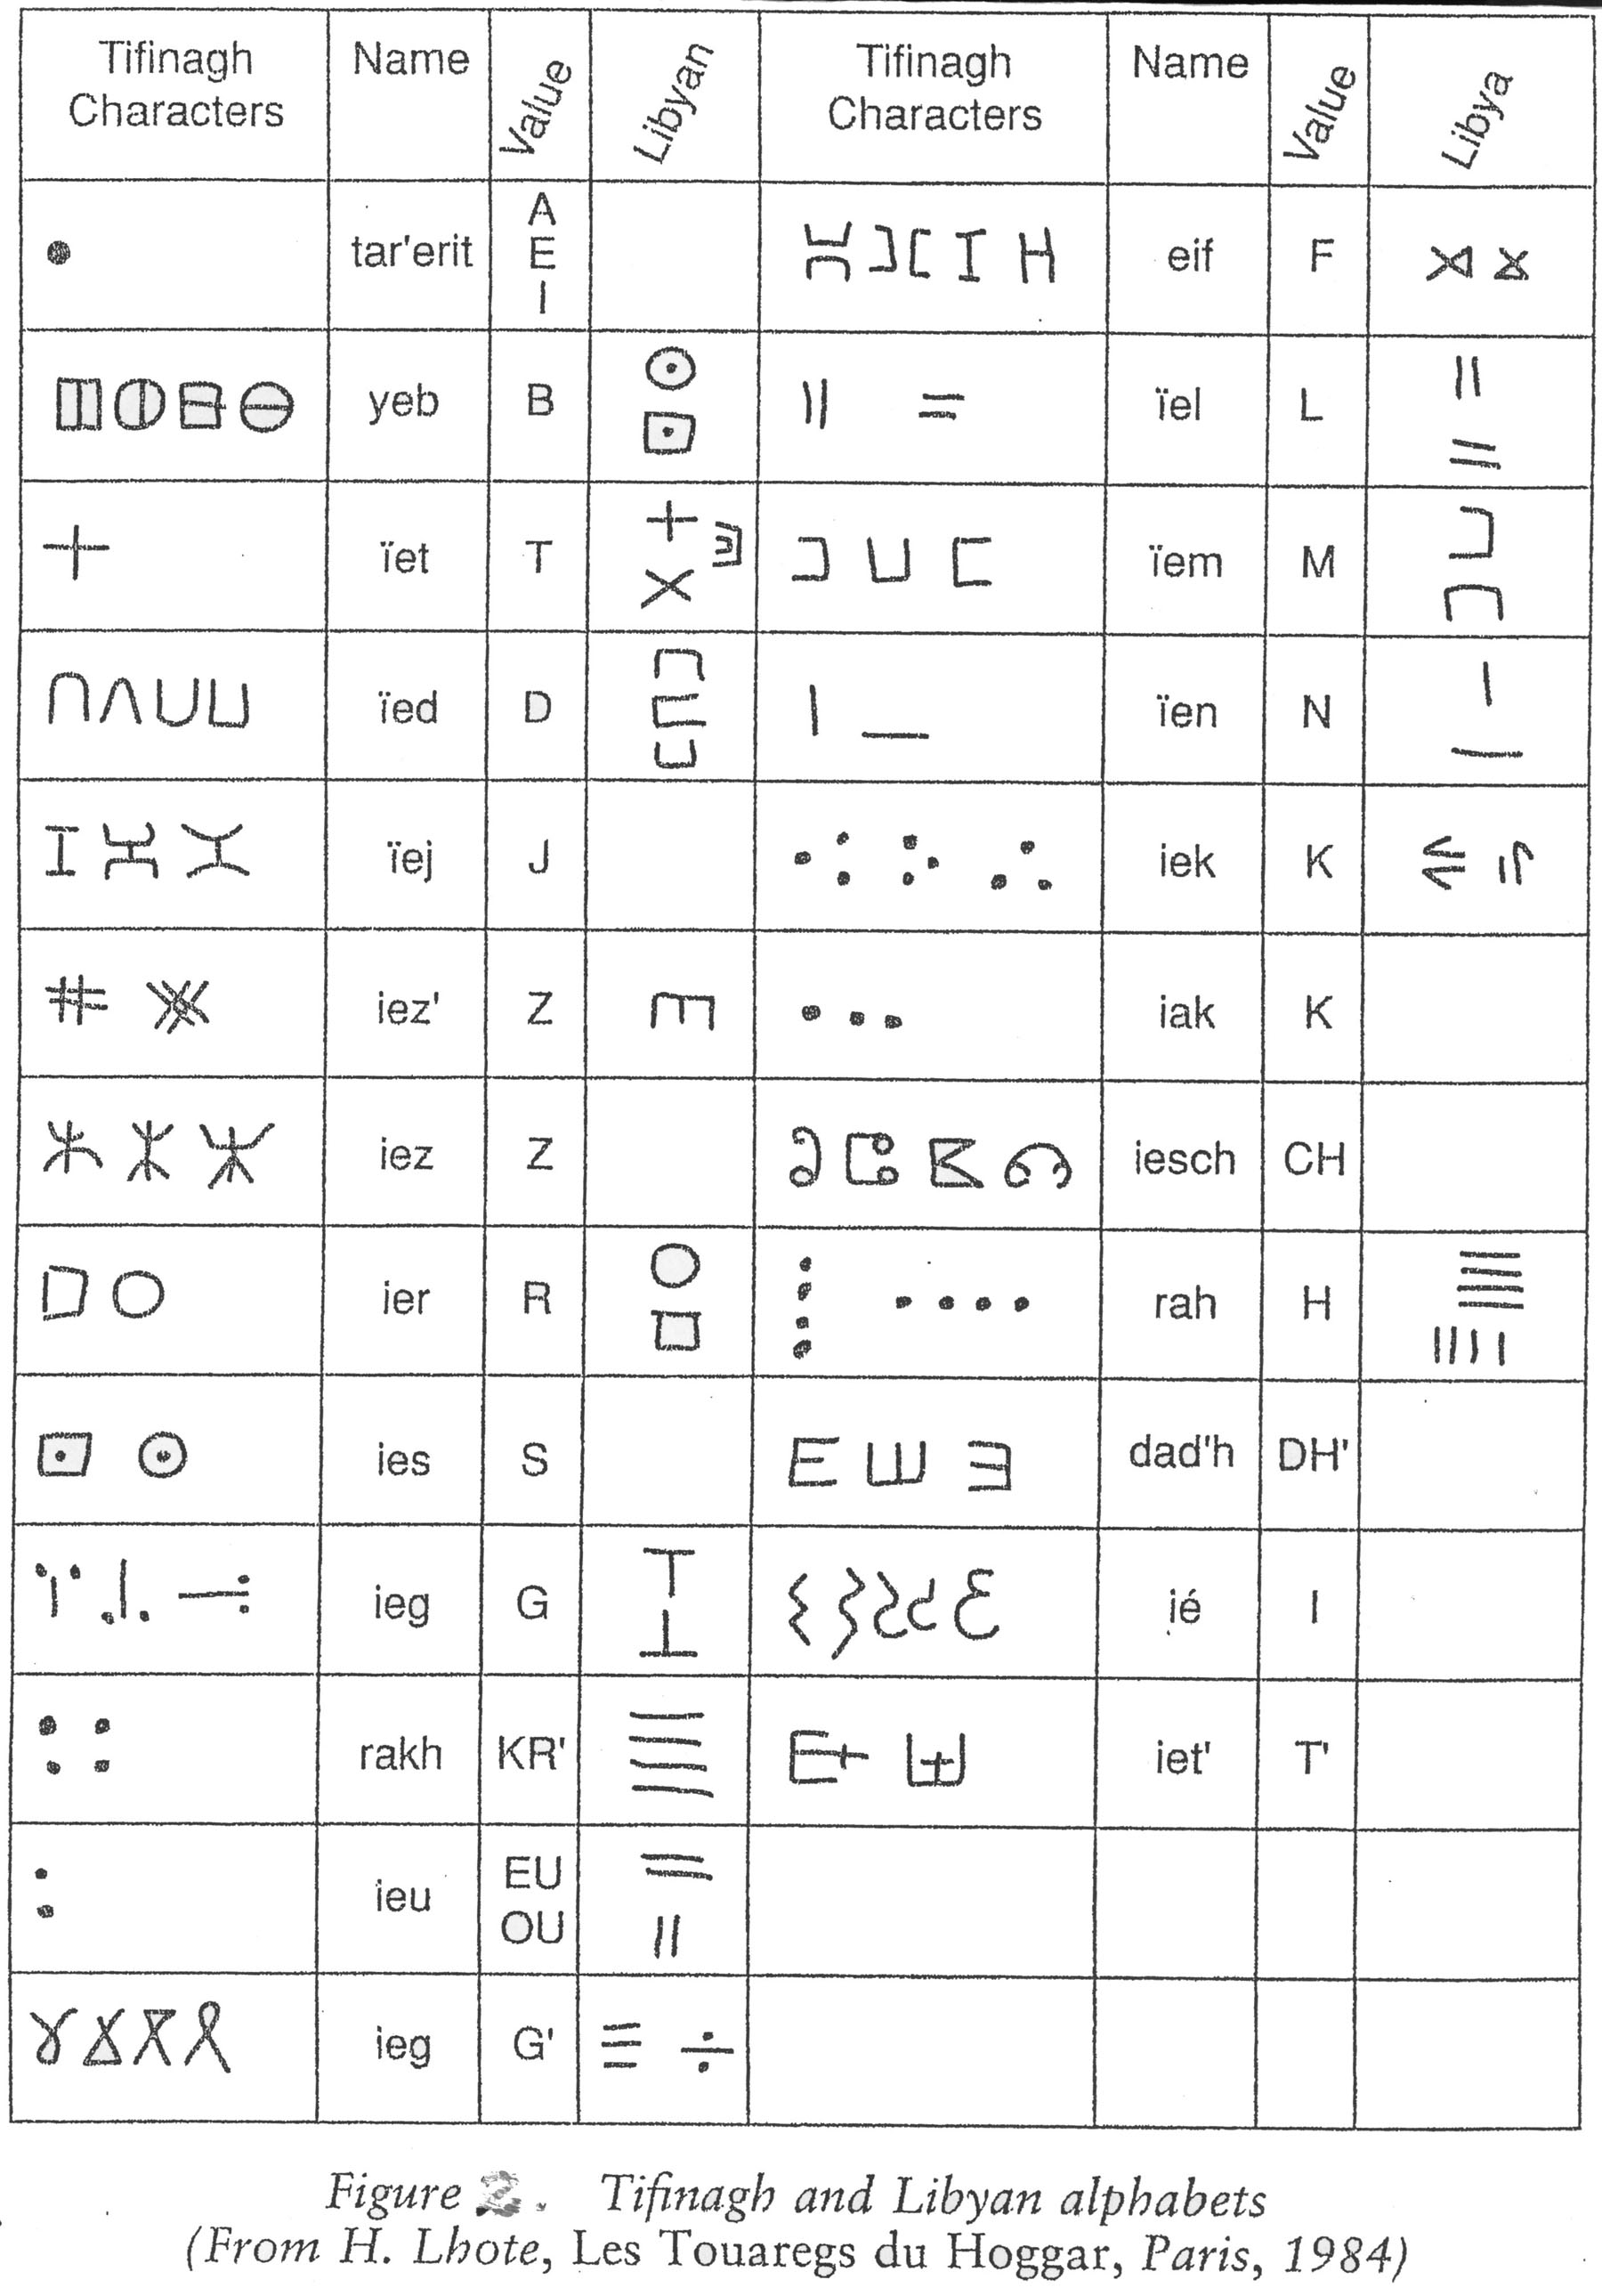 Tifinagh Characters Name Value Libyan Tifinagh Characters Name Value Libya
• tar'erit A E I ⵊ ][ I H eif F
yeb B ⊙ ⊡ || = ïel L || =
+ ïet T + X ⊐ ⊔ ⊏ ïem M ⊐ ⊓
∩ Λ U ⊔ ïed D ⊓ E ⊔ | — ïen N | —
I ⵣ ïej J ⴾ iek K
# iez' Z ⋯ iak K
ⵣ iez Z iesch CH
□ ○ ier R ○ □ ⁞ ···· rah H ||||
⊡ ⊙ ies S E Ш Ǝ dad'h DH'
ieg G T ⊥ ié I
∷ rakh KR' iet' T'
: ieu EU OU = ||
ieg G' ≡ ÷
Figure 2. Tifinagh and Libyan alphabets
(From H. Lhote, Les Touaregs du Hoggar, Paris, 1984)